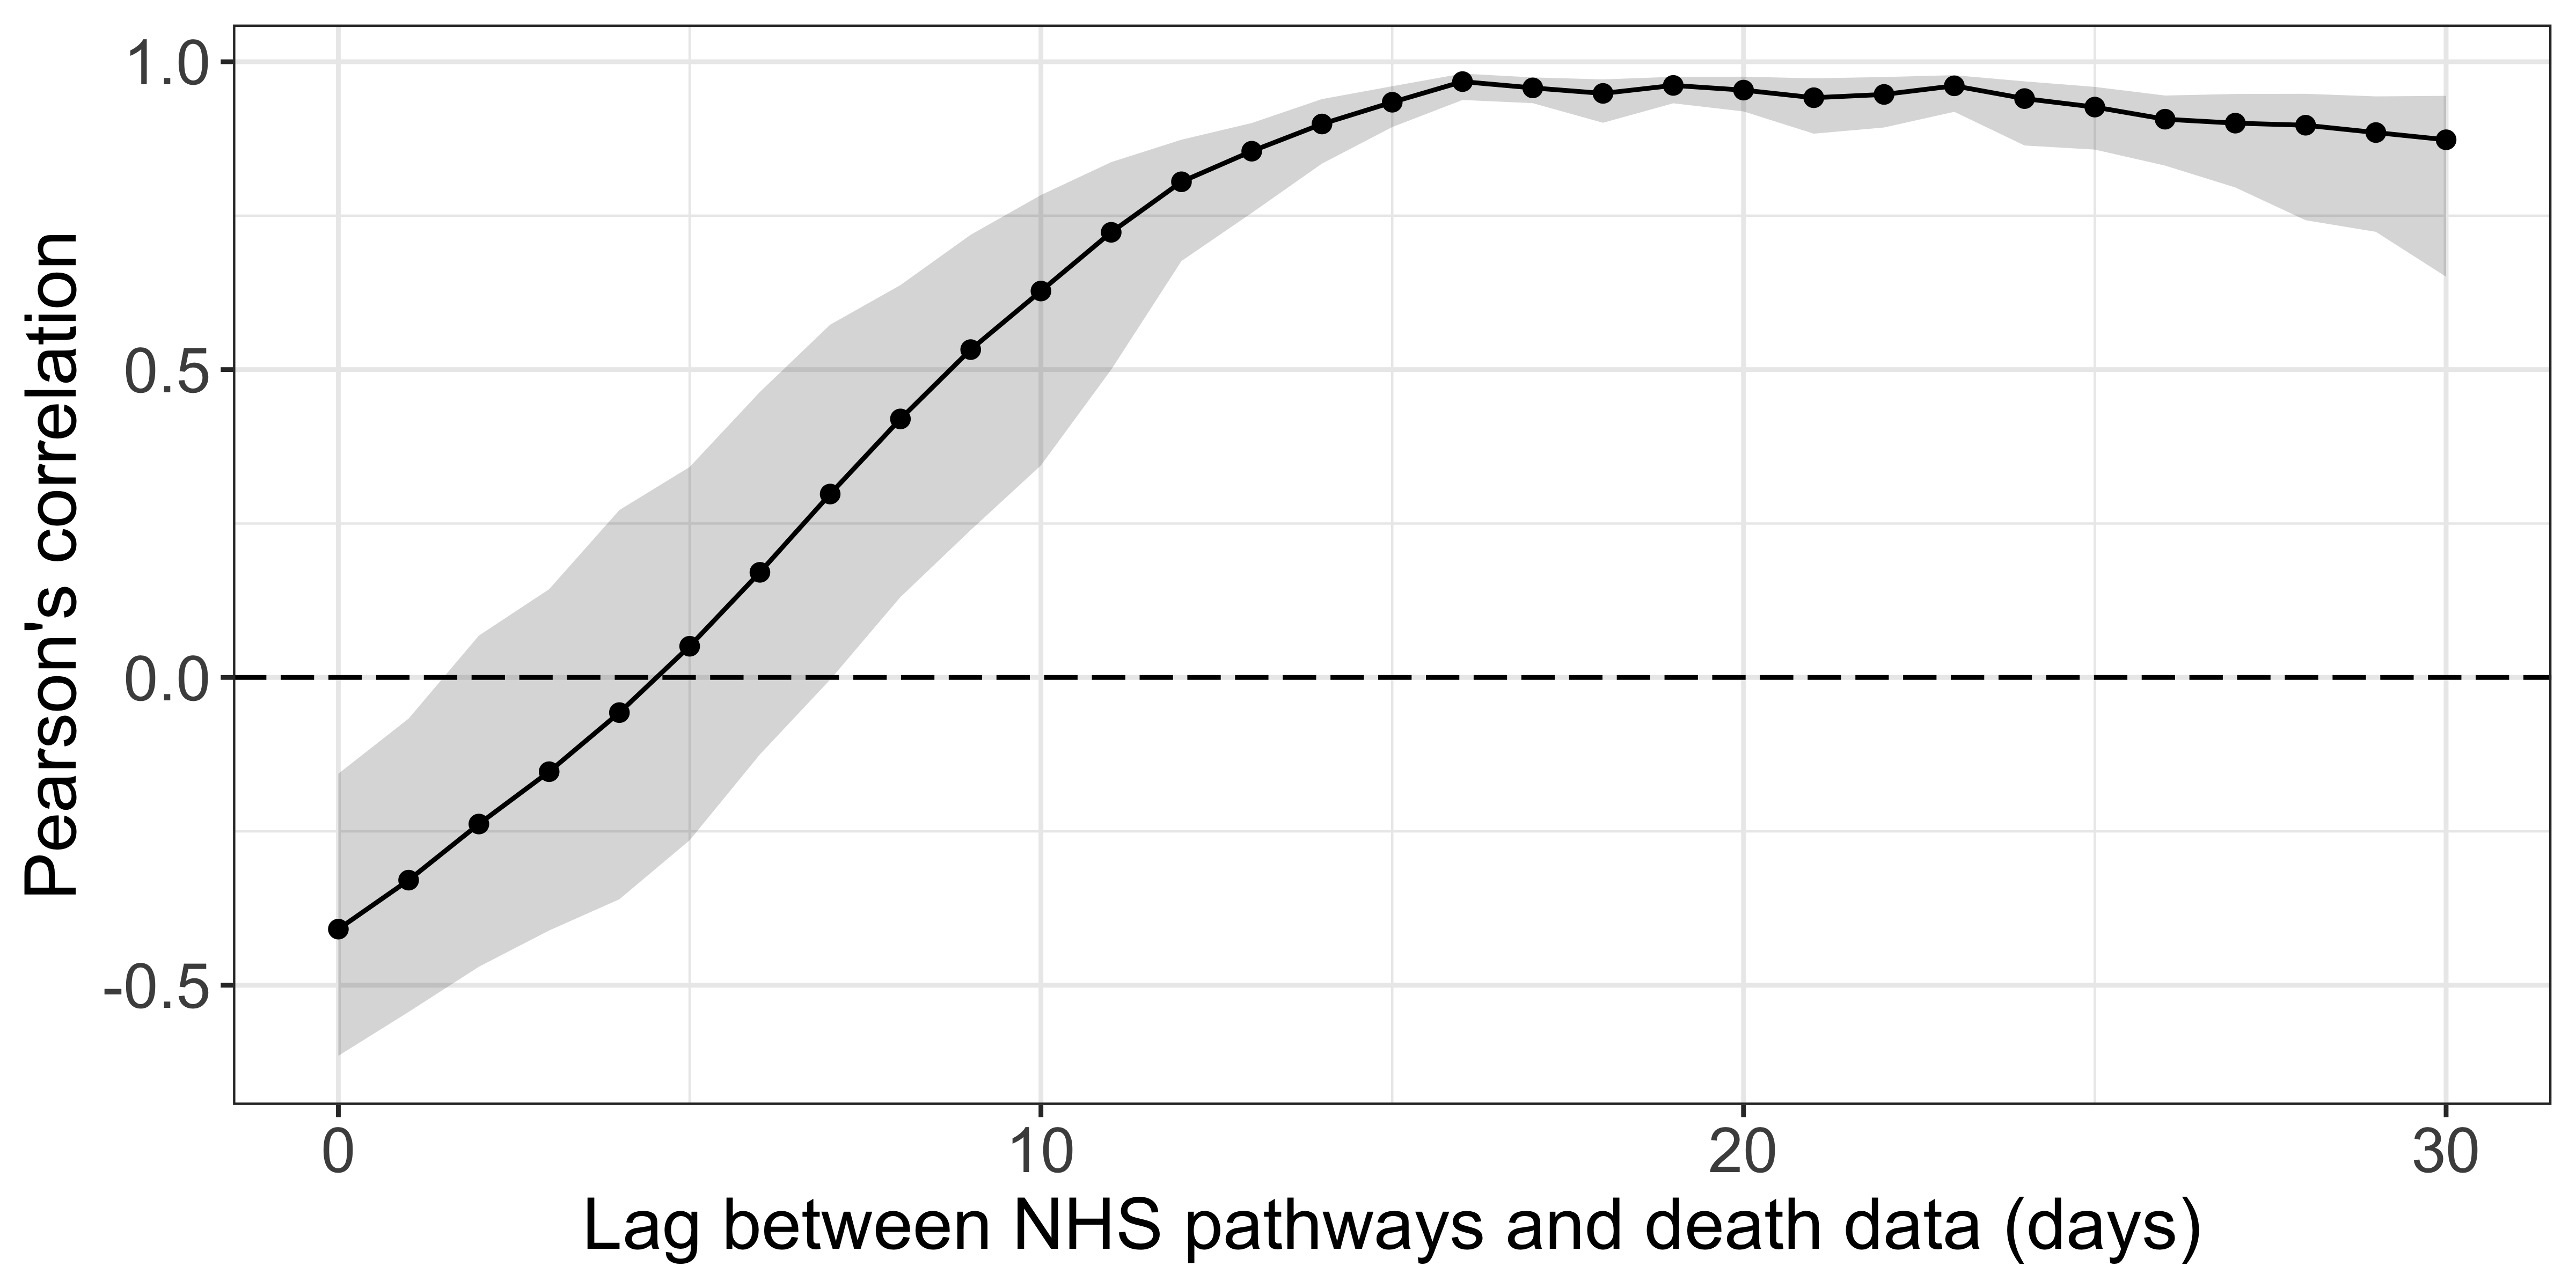 Pearson's correlation
1.0
0.5
0.0
-0.5
0 10 20 30
Lag between NHS pathways and death data (days)